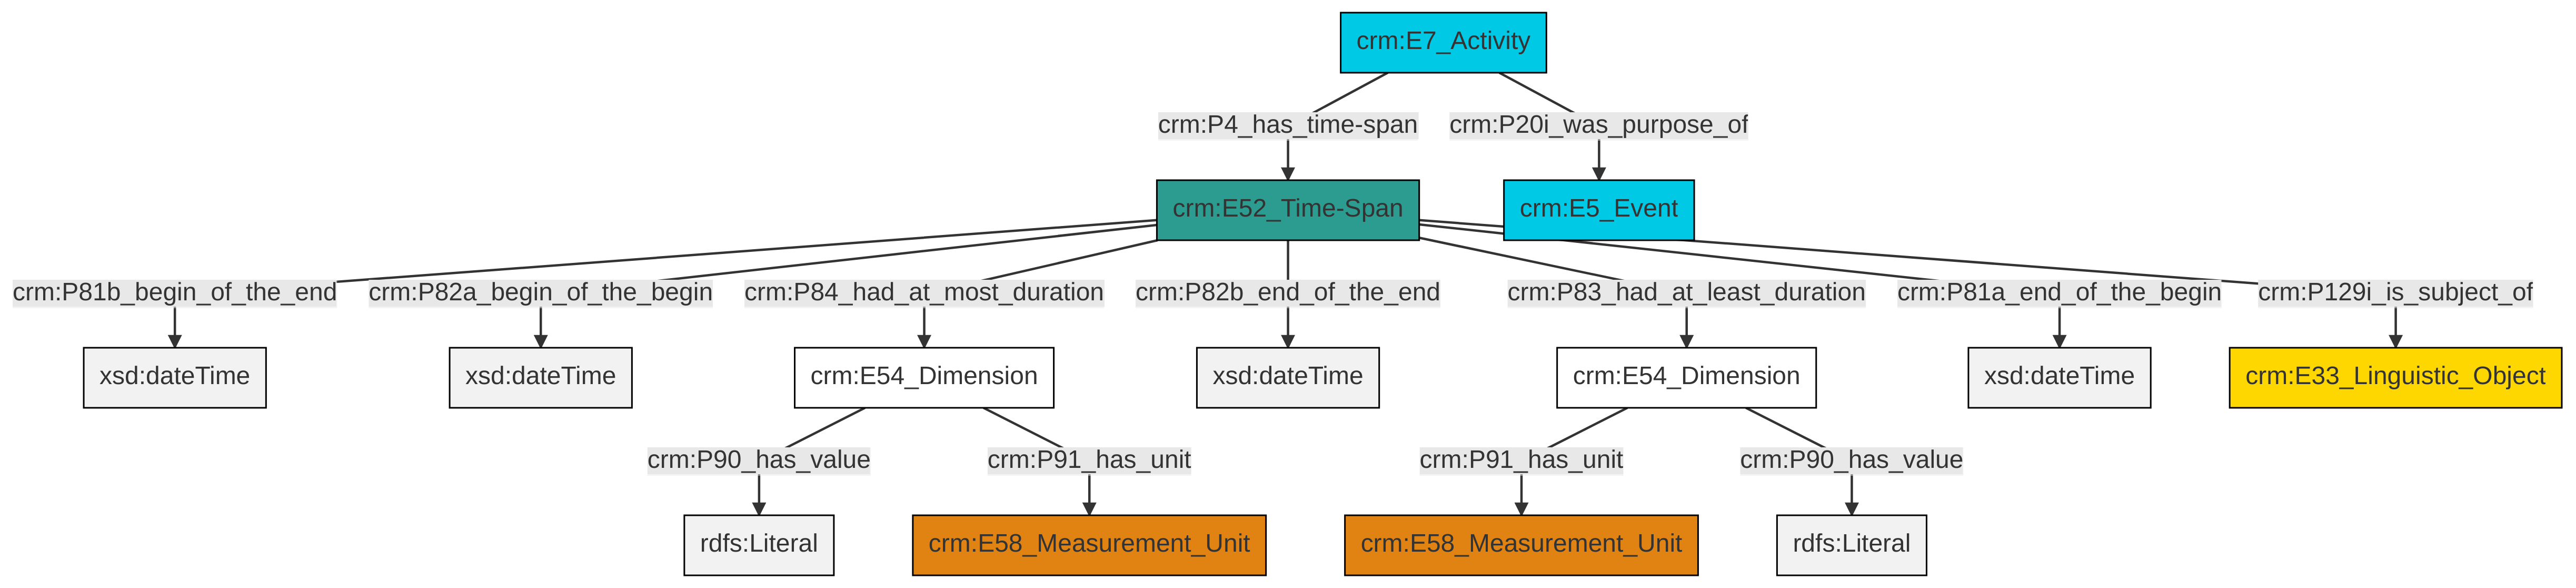 crm:E7_Activity
crm:P4_has_time-span
crm:P20i_was_purpose_of
crm:E52_Time-Span
crm:E5_Event
crm:P81b_begin_of_the_end
crm:P82a_begin_of_the_begin
crm:P84_had_at_most_duration
crm:P82b_end_of_the_end
crm:P83_had_at_least_duration
crm:P81a_end_of_the_begin
crm:P129i_is_subject_of
xsd:dateTime
xsd:dateTime
crm:E54_Dimension
xsd:dateTime
crm:E54_Dimension
xsd:dateTime
crm:E33_Linguistic_Object
crm:P90_has_value
crm:P91_has_unit
crm:P91_has_unit
crm:P90_has_value
rdfs:Literal
crm:E58_Measurement_Unit
crm:E58_Measurement_Unit
rdfs:Literal